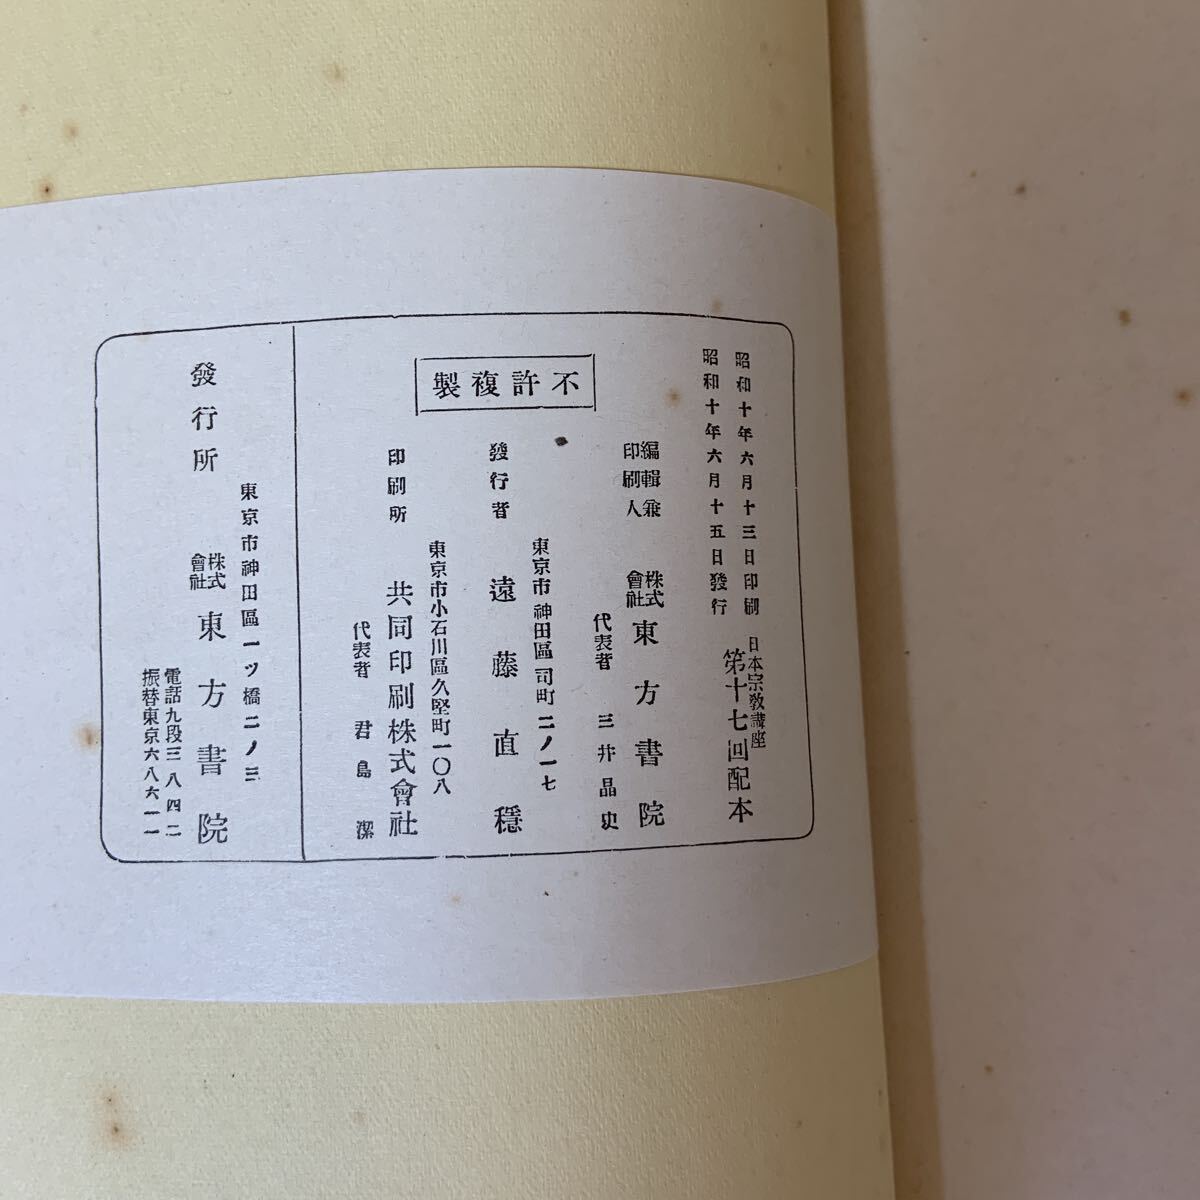 昭和十年六月十三日印刷
昭和十年六月十五日發行
日本宗敎講座
第十七回配本
不許複製
編輯兼
印刷人
株式
會社
東方書院
代表者 三井晶史
東京市神田區司町二ノ一七
發行者 遠藤直穩
東京市小石川區久堅町一〇八
印刷所 共同印刷株式會社
代表者 君島潔
發行所
東京市神田區一ツ橋二ノ三
株式
會社
東方書院
電話九段三八四二
振替東京六八六一一